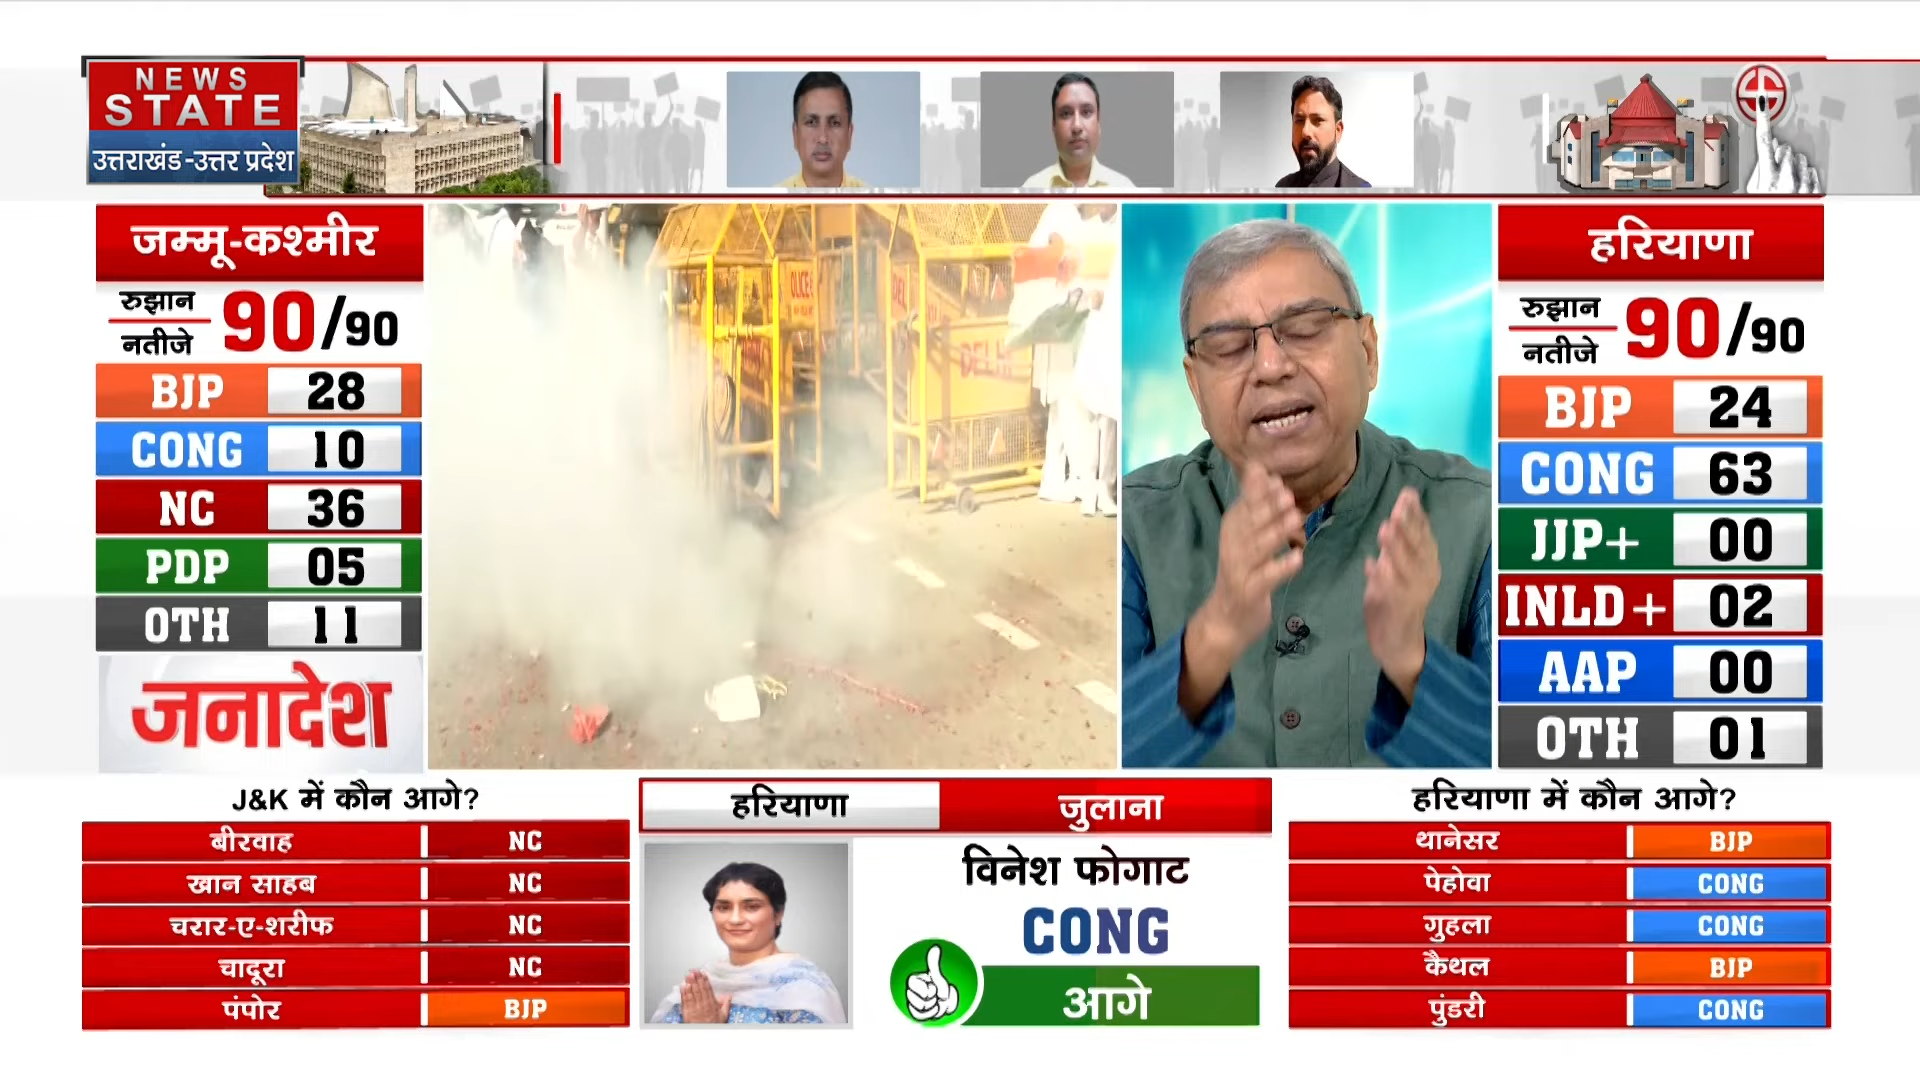 NEWS
STATE
उत्तराखंड-उत्तर प्रदेश
जम्मू-कश्मीर
रुझान
नतीजे
90/90
BJP 28
CONG 10
NC 36
PDP 05
OTH 11
जनादेश
हरियाणा
रुझान
नतीजे
90/90
BJP 24
CONG 63
JJP+ 00
INLD+ 02
AAP 00
OTH 01
J&K में कौन आगे?
बीरवाह NC
खान साहब NC
चरार-ए-शरीफ NC
चादूरा NC
पंपोर BJP
हरियाणा जुलाना
विनेश फोगाट
CONG
आगे
हरियाणा में कौन आगे?
थानेसर BJP
पेहोवा CONG
गुहला CONG
कैथल BJP
पुंडरी CONG